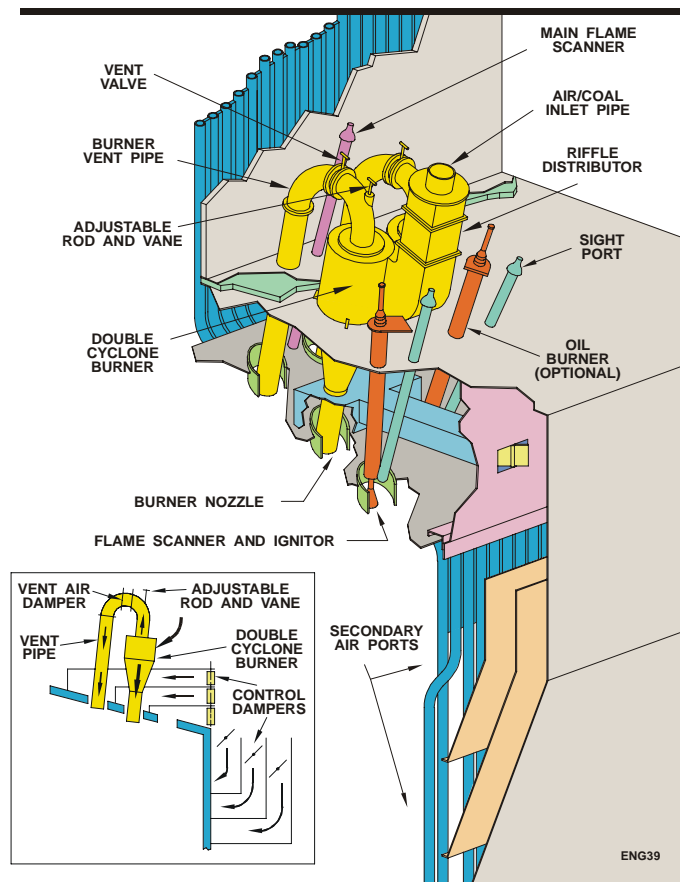 MAIN FLAME
SCANNER
VENT
VALVE
AIR/COAL
INLET PIPE
BURNER
VENT PIPE
RIFFLE
DISTRIBUTOR
ADJUSTABLE
ROD AND VANE
SIGHT
PORT
DOUBLE
CYCLONE
BURNER
OIL
BURNER
(OPTIONAL)
BURNER NOZZLE
FLAME SCANNER AND IGNITOR
VENT AIR
DAMPER
ADJUSTABLE
ROD AND VANE
VENT
PIPE
DOUBLE
CYCLONE
BURNER
CONTROL
DAMPERS
SECONDARY
AIR PORTS
ENG39